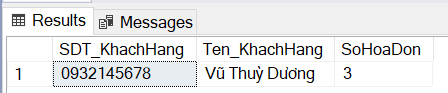 Results Messages
SDT_KhachHang Ten_KhachHang SoHoaDon
1 0932145678 Vũ Thuỳ Dương 3